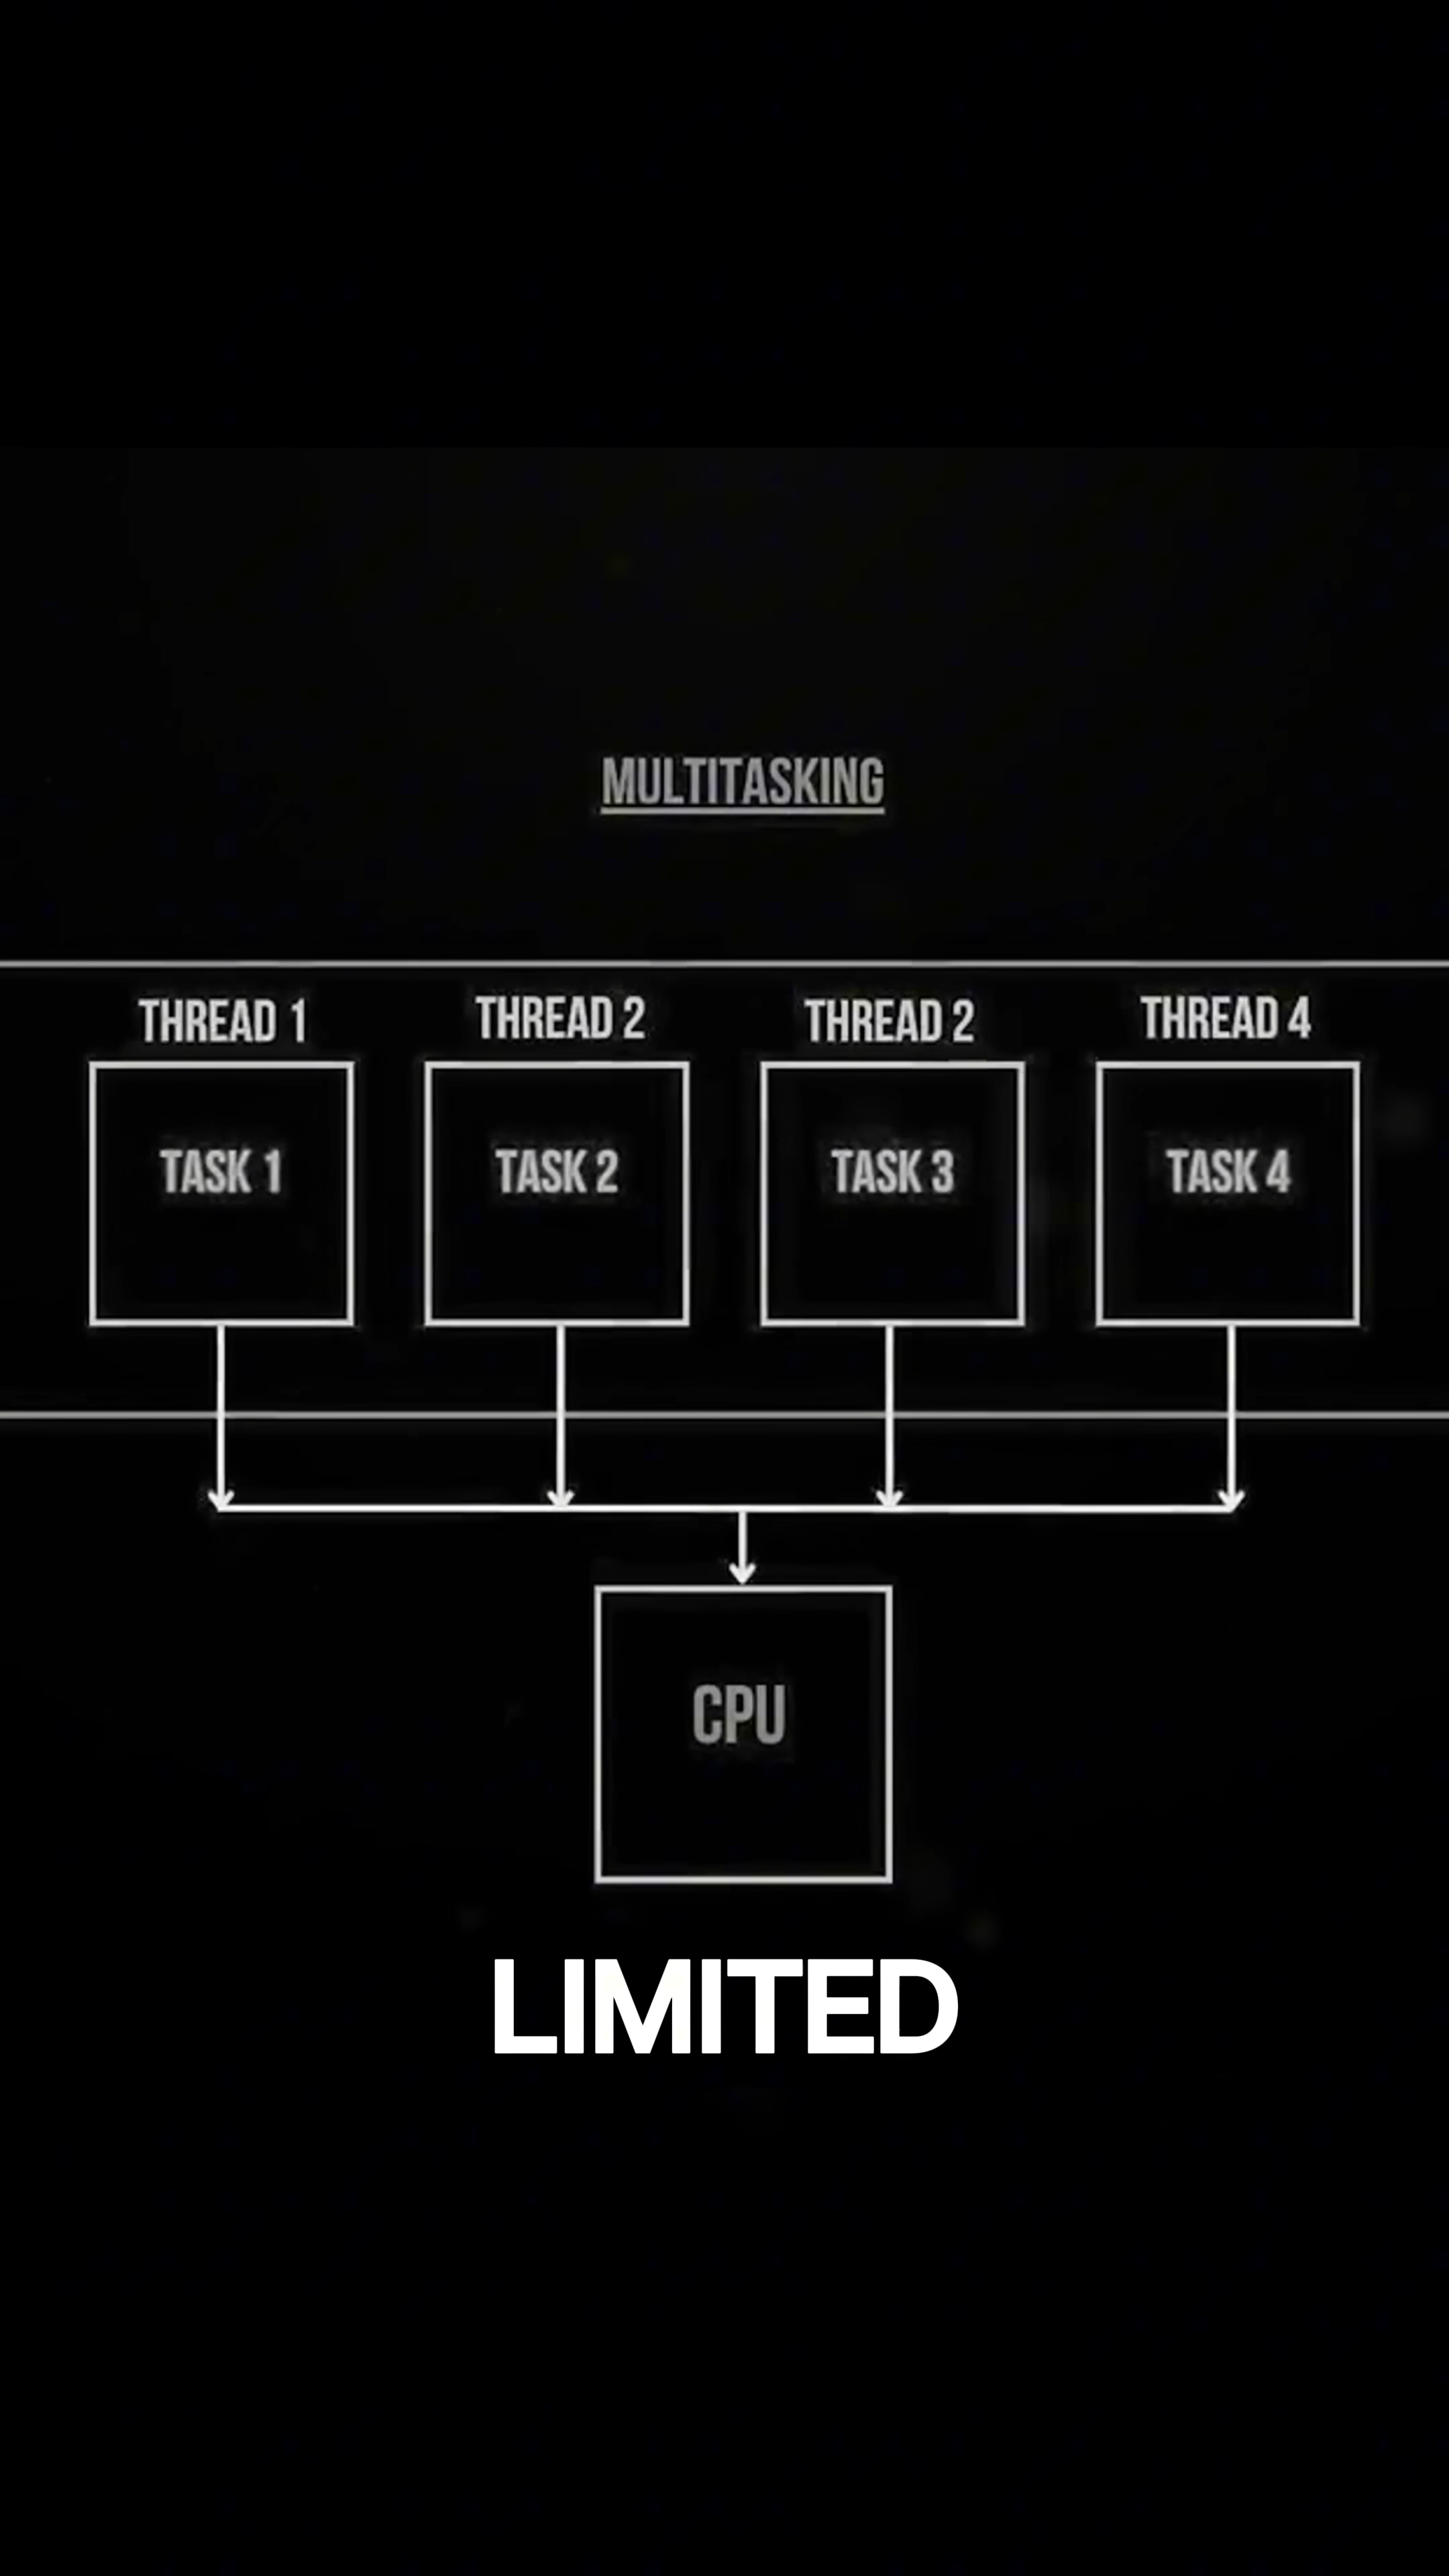 MULTITASKING
THREAD 1 THREAD 2 THREAD 2 THREAD 4
TASK 1 TASK 2 TASK 3 TASK 4
CPU
LIMITED